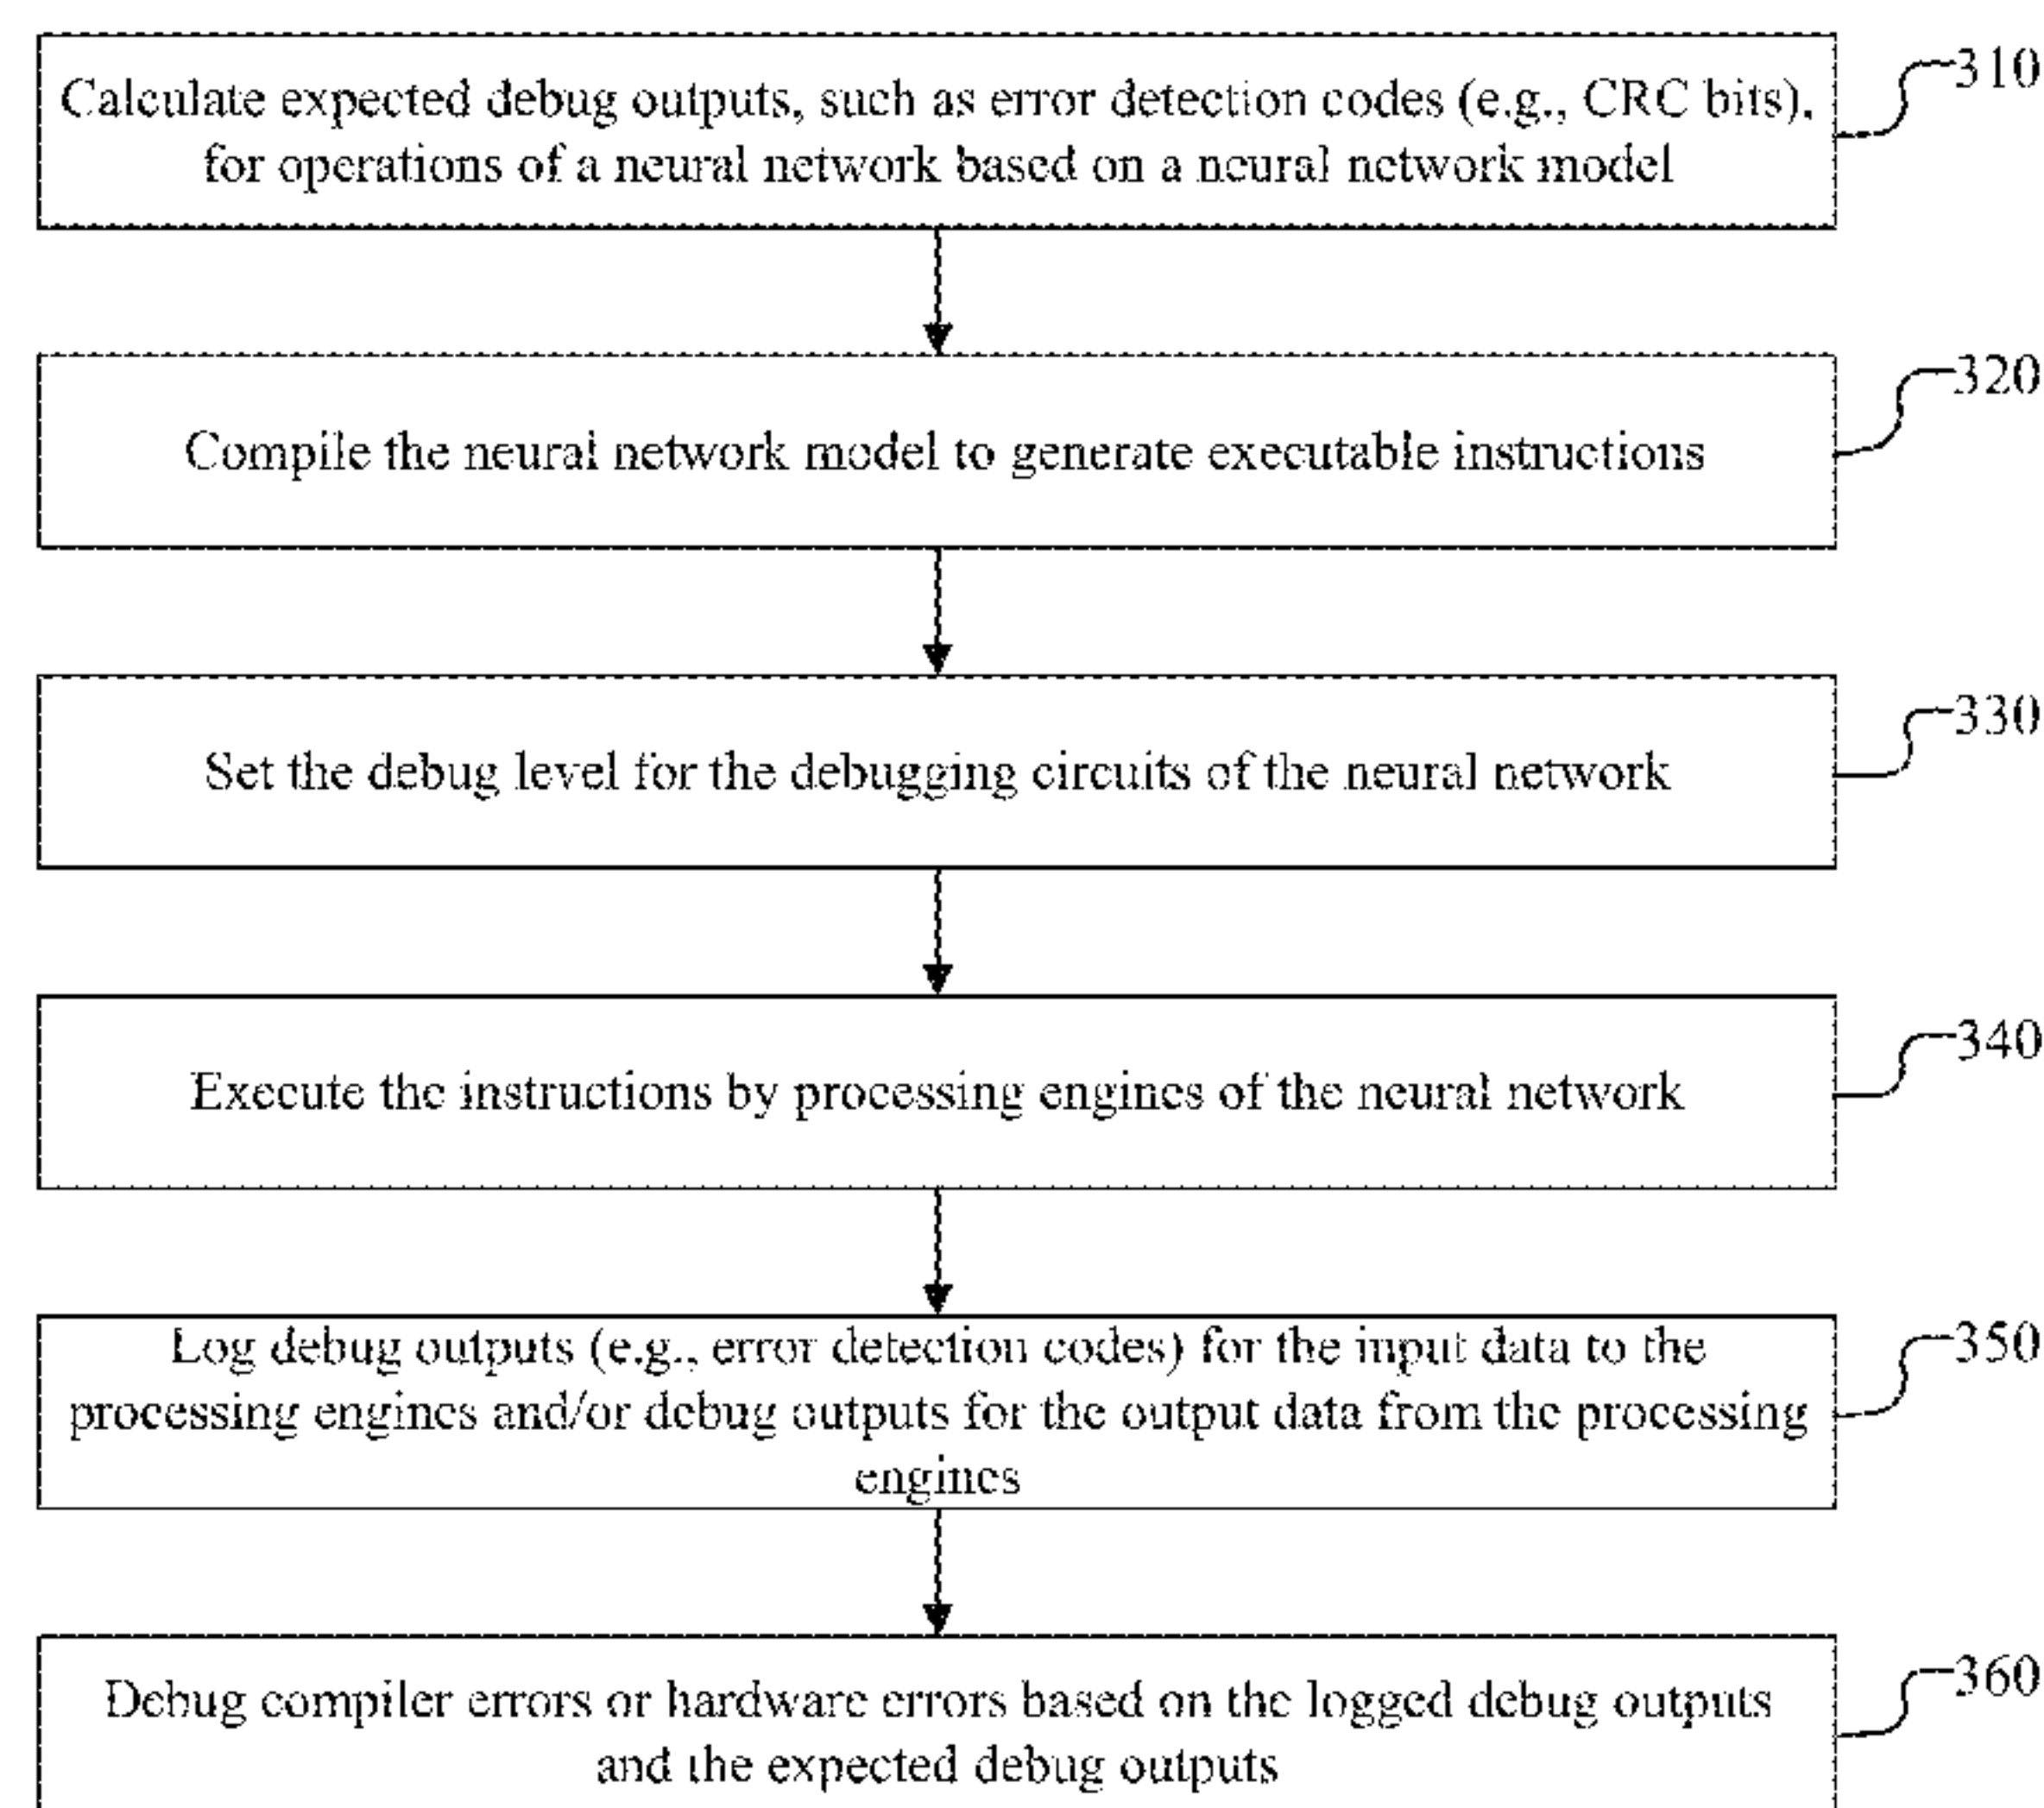 Calculate expected debug outputs, such as error detection codes (e.g., CRC bits),
for operations of a neural network based on a neural network model
310
Compile the neural network model to generate executable instructions
320
Set the debug level for the debugging circuits of the neural network
330
Execute the instructions by processing engines of the neural network
340
Log debug outputs (e.g., error detection codes) for the input data to the
processing engines and/or debug outputs for the output data from the processing
engines
350
Debug compiler errors or hardware errors based on the logged debug outputs
and the expected debug outputs
360